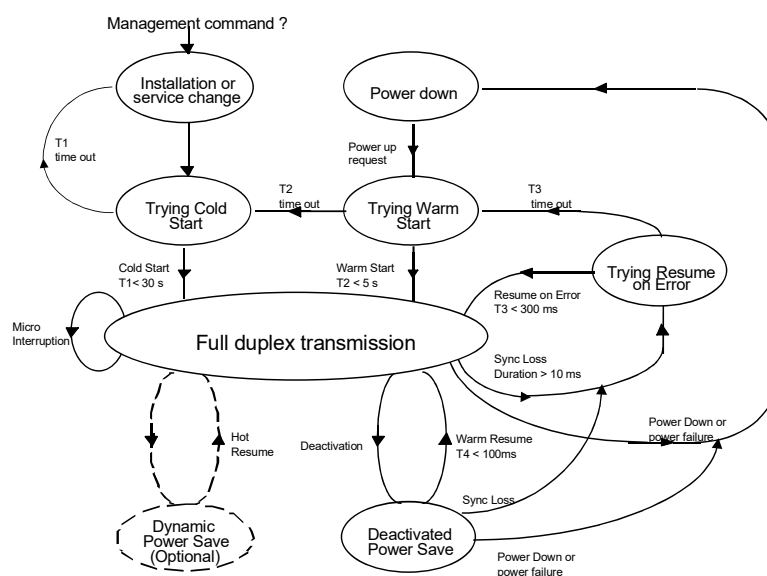 Management command ?
Installation or
service change
Power down
T1
time out
Power up
request
T2
time out
T3
time out
Trying Cold
Start
Trying Warm
Start
Trying Resume
on Error
Cold Start
T1< 30 s
Warm Start
T2 < 5 s
Resume on Error
T3 < 300 ms
Micro
Interruption
Full duplex transmission
Sync Loss
Duration > 10 ms
Power Down or
power failure
Hot
Resume
Deactivation
Warm Resume
T4 < 100ms
Sync Loss
Dynamic
Power Save
(Optional)
Deactivated
Power Save
Power Down or
power failure